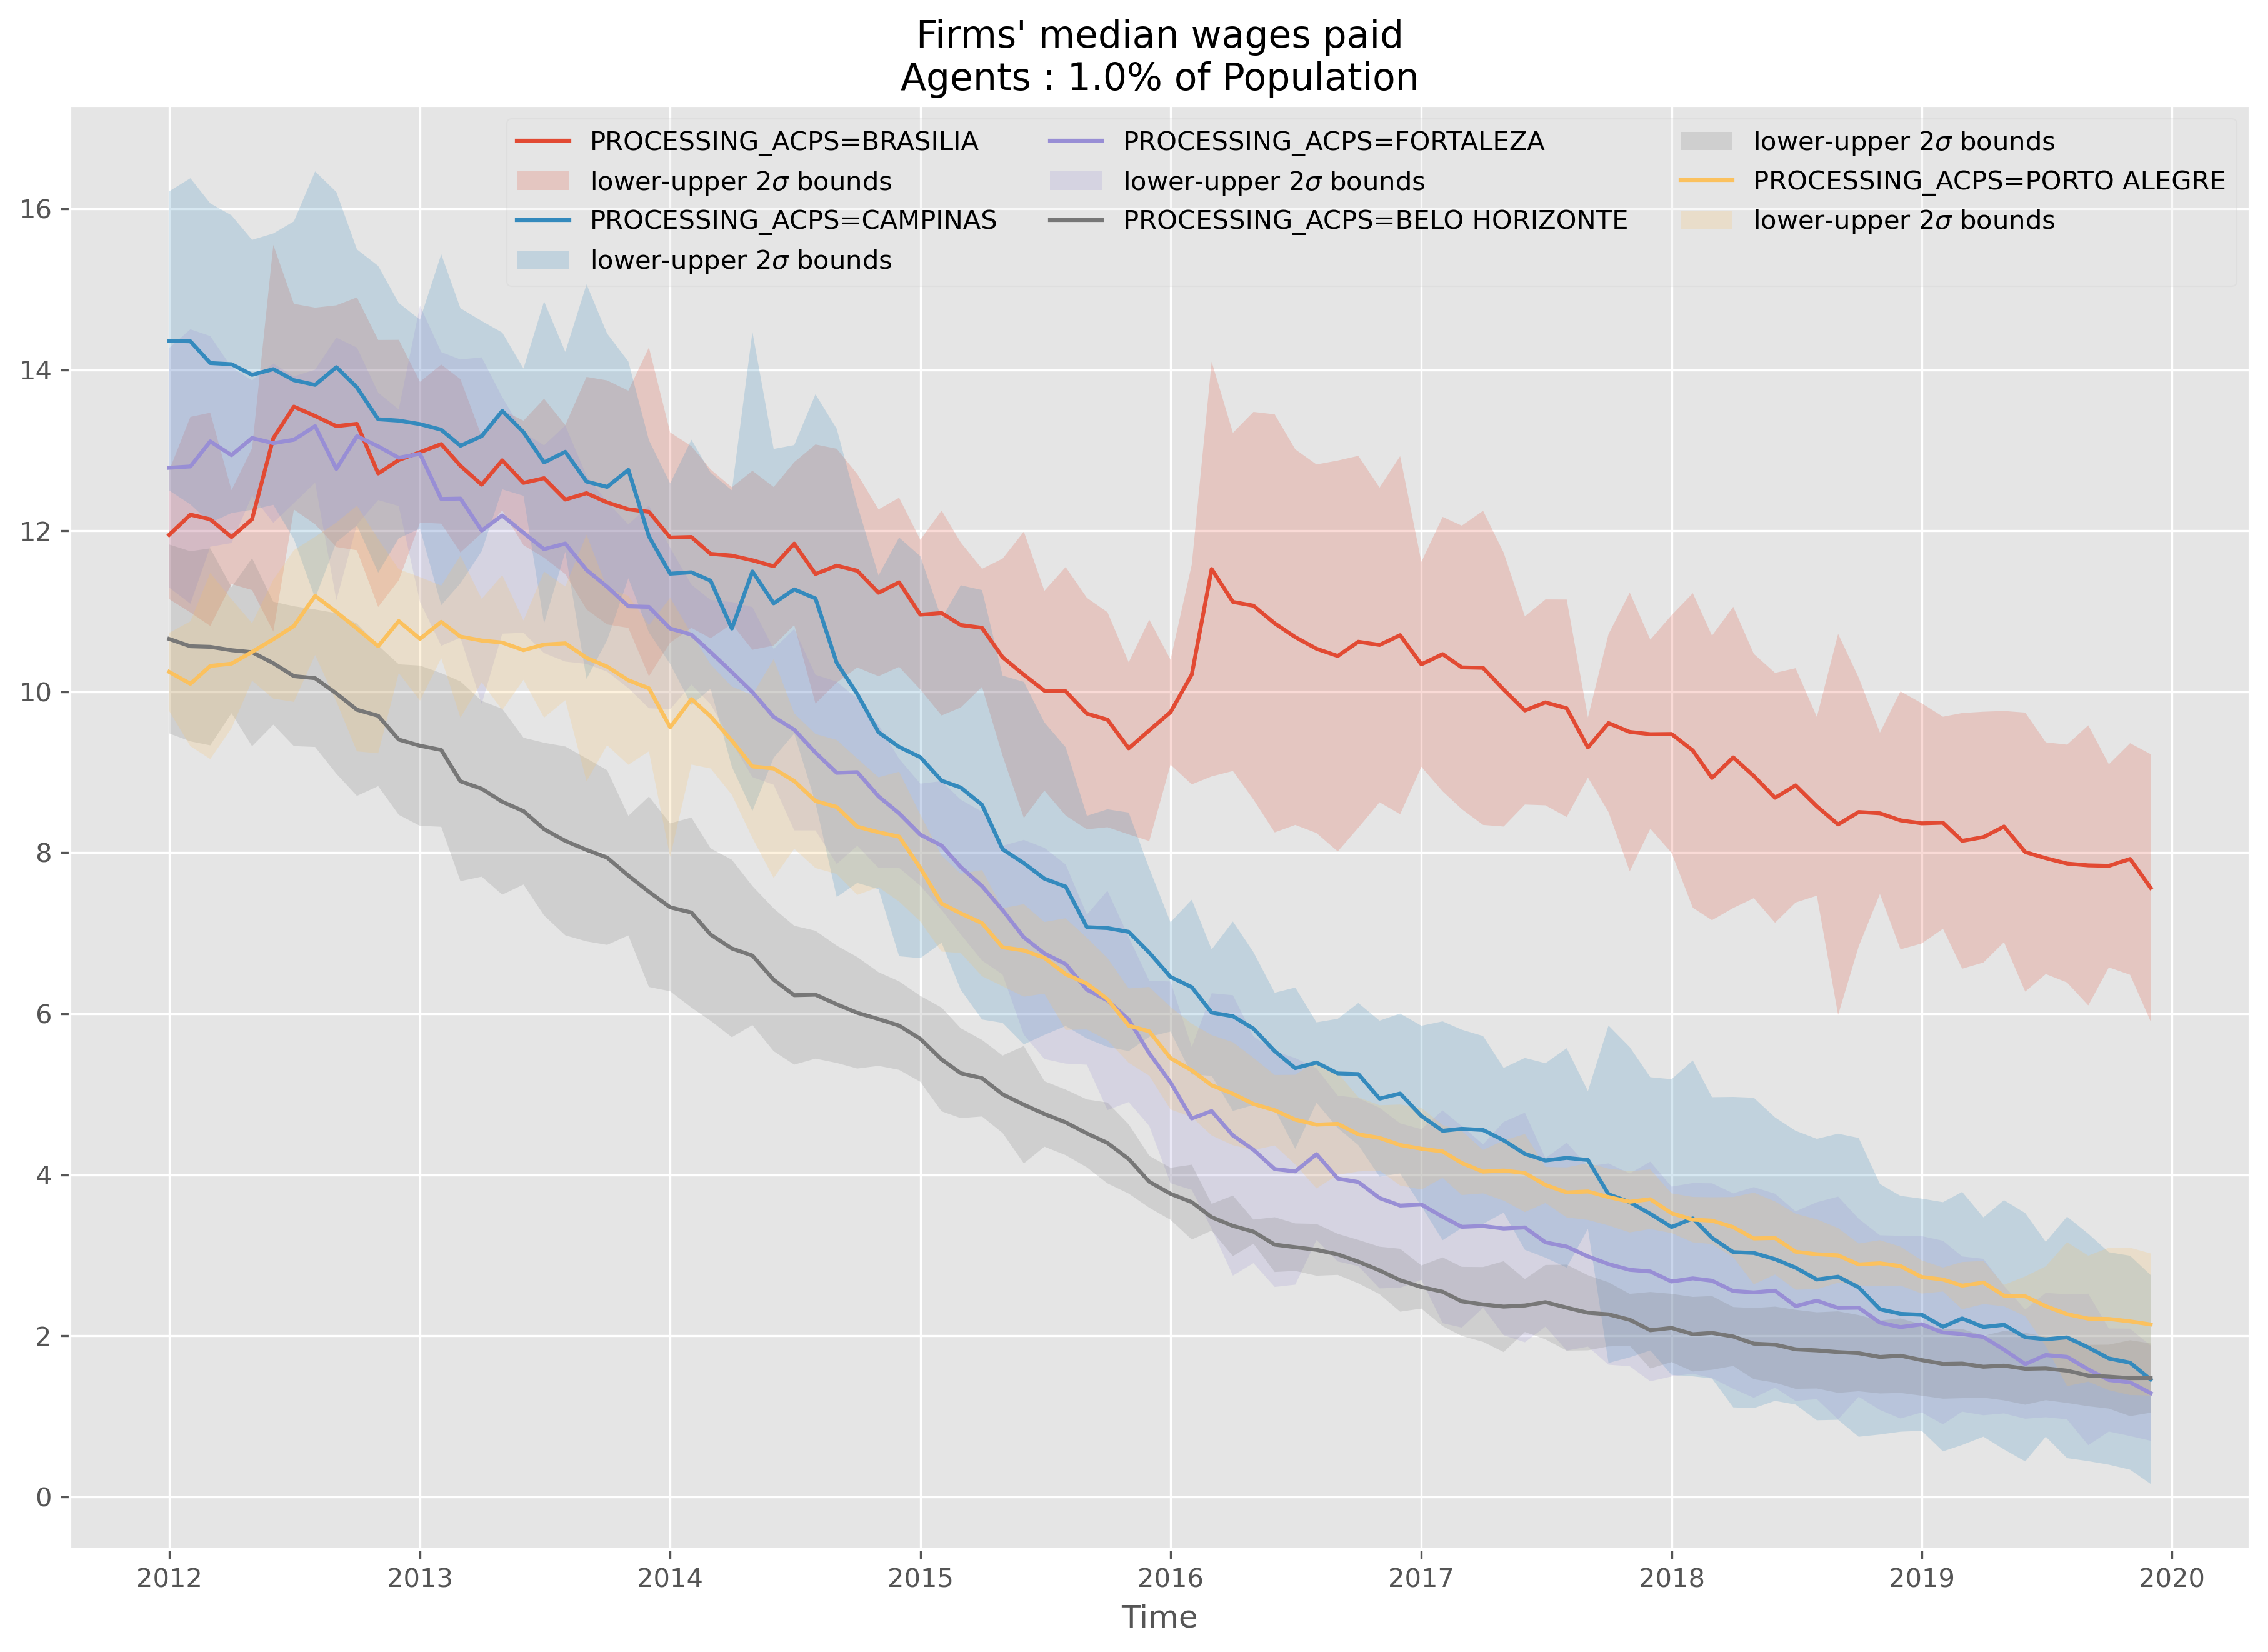 Firms' median wages paid
Agents : 1.0% of Population
PROCESSING_ACPS=BRASILIA
lower-upper 2σ bounds
PROCESSING_ACPS=CAMPINAS
lower-upper 2σ bounds
PROCESSING_ACPS=FORTALEZA
lower-upper 2σ bounds
PROCESSING_ACPS=BELO HORIZONTE
lower-upper 2σ bounds
PROCESSING_ACPS=PORTO ALEGRE
lower-upper 2σ bounds
16
14
12
10
8
6
4
2
0
2012 2013 2014 2015 2016 2017 2018 2019 2020
Time